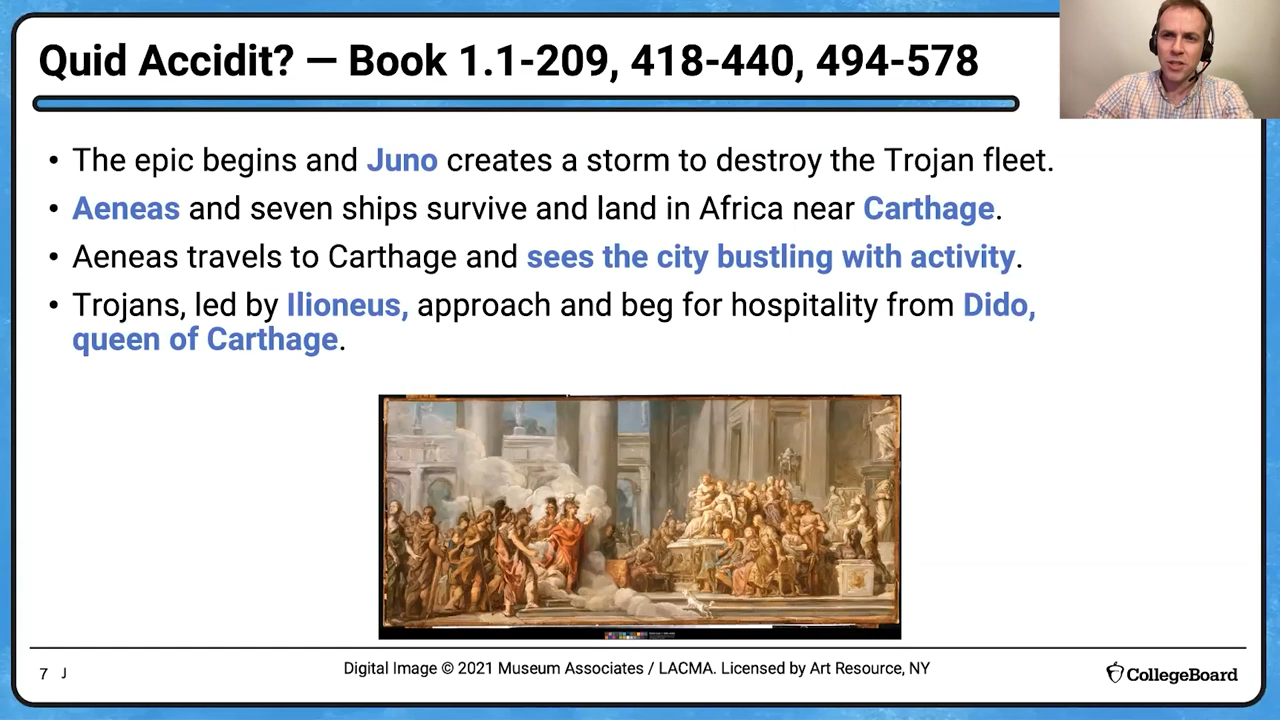 Quid Accidit? — Book 1.1-209, 418-440, 494-578
• The epic begins and Juno creates a storm to destroy the Trojan fleet.
• Aeneas and seven ships survive and land in Africa near Carthage.
• Aeneas travels to Carthage and sees the city bustling with activity.
• Trojans, led by Ilioneus, approach and beg for hospitality from Dido,
queen of Carthage.
7 J
Digital Image © 2021 Museum Associates / LACMA. Licensed by Art Resource, NY
CollegeBoard